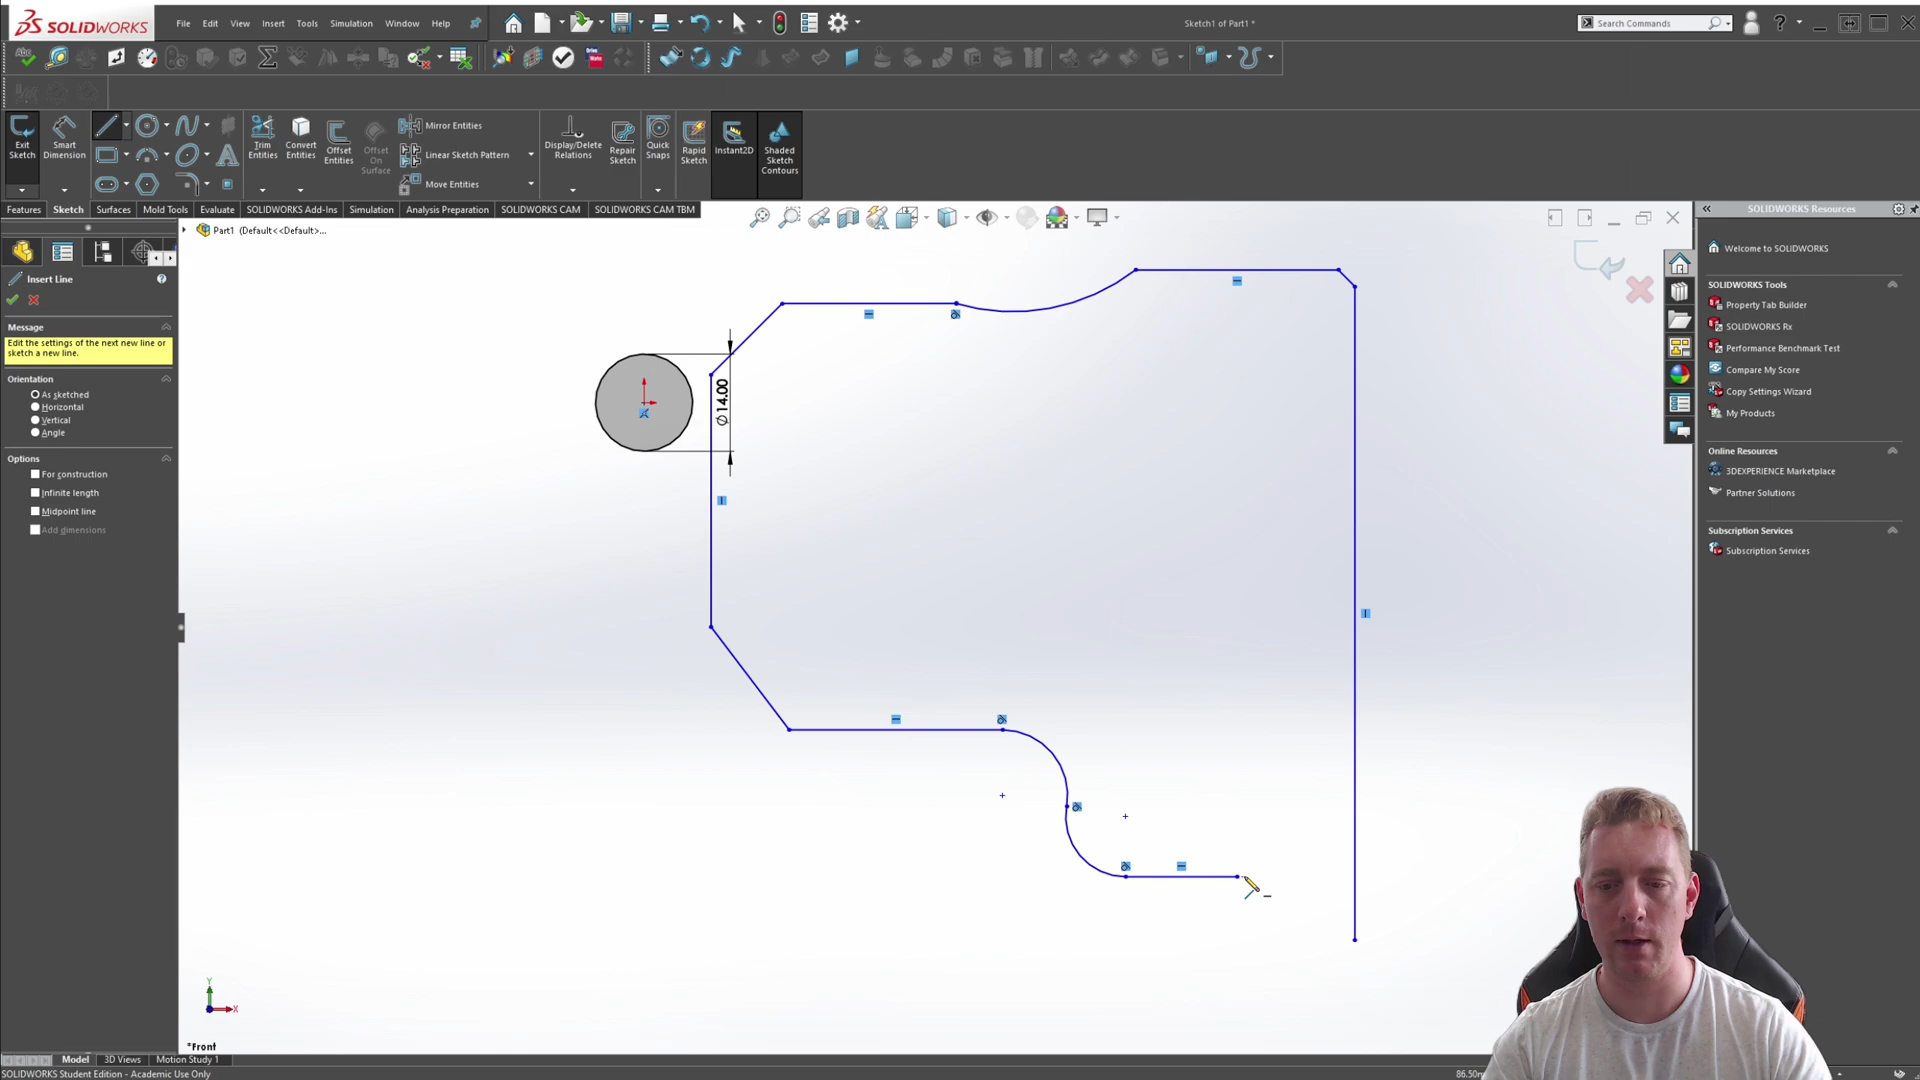 SOLIDWORKS
File Edit View Insert Tools Simulation Window Help
Sketch1 of Part1 *
Search Commands
Exit Sketch
Smart Dimension
Trim Entities
Convert Entities
Offset Entities
Offset On Surface
Mirror Entities
Linear Sketch Pattern
Move Entities
Display/Delete Relations
Repair Sketch
Quick Snaps
Rapid Sketch
Instant2D
Shaded Sketch Contours
Features Sketch Surfaces Mold Tools Evaluate SOLIDWORKS Add-Ins Simulation Analysis Preparation SOLIDWORKS CAM SOLIDWORKS CAM TBM
Part1 (Default<<Default>...
Insert Line
Message
Edit the settings of the next new line or
sketch a new line.
Orientation
As sketched
Horizontal
Vertical
Angle
Options
For construction
Infinite length
Midpoint line
Add dimensions
Ø14.00
Y
X
*Front
SOLIDWORKS Resources
Welcome to SOLIDWORKS
SOLIDWORKS Tools
Property Tab Builder
SOLIDWORKS Rx
Performance Benchmark Test
Compare My Score
Copy Settings Wizard
My Products
Online Resources
3DEXPERIENCE Marketplace
Partner Solutions
Subscription Services
Subscription Services
Model 3D Views Motion Study 1
SOLIDWORKS Student Edition - Academic Use Only